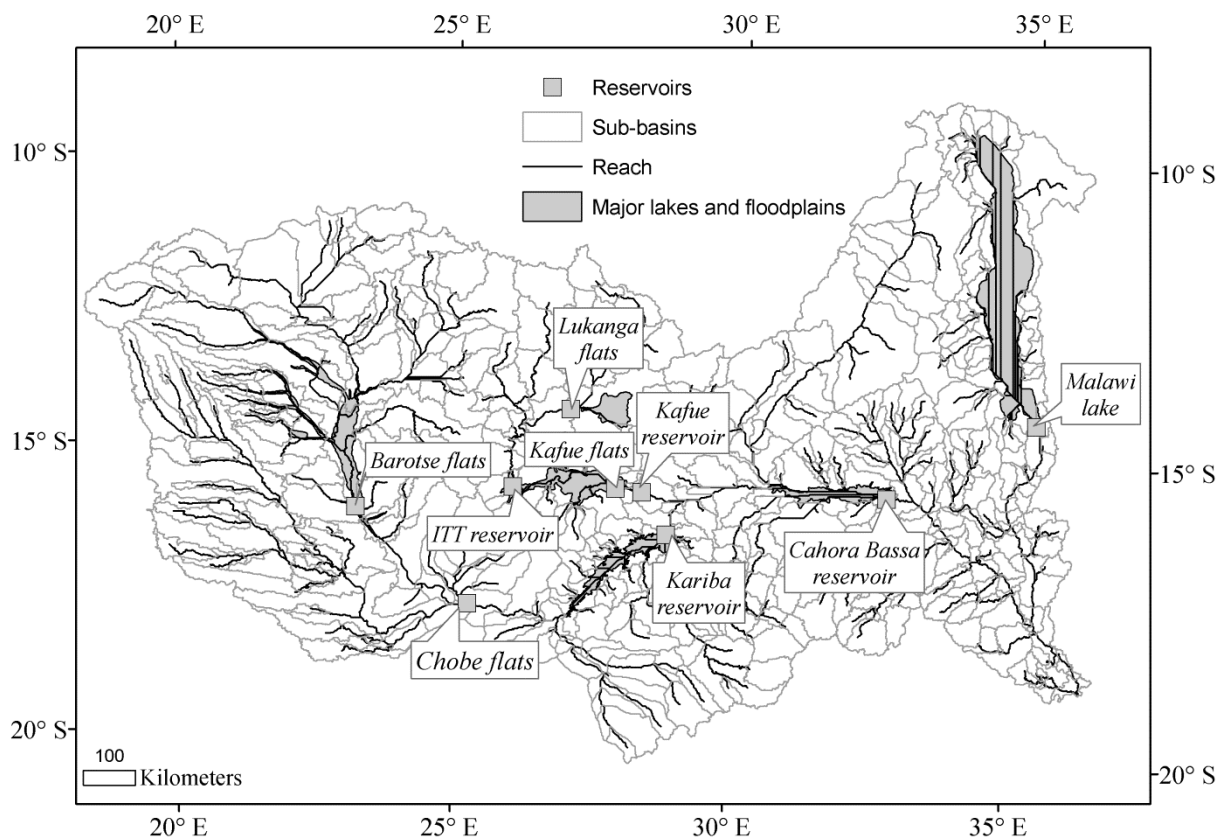 20° E
25° E
30° E
35° E
Reservoirs
Sub-basins
Reach
Major lakes and floodplains
10° S
10° S
Lukanga
flats
Malawi
lake
Kafue
reservoir
15° S
Kafue flats
Barotse flats
15° S
ITT reservoir
Cahora Bassa
reservoir
Kariba
reservoir
Chobe flats
20° S
100
Kilometers
20° S
20° E
25° E
30° E
35° E